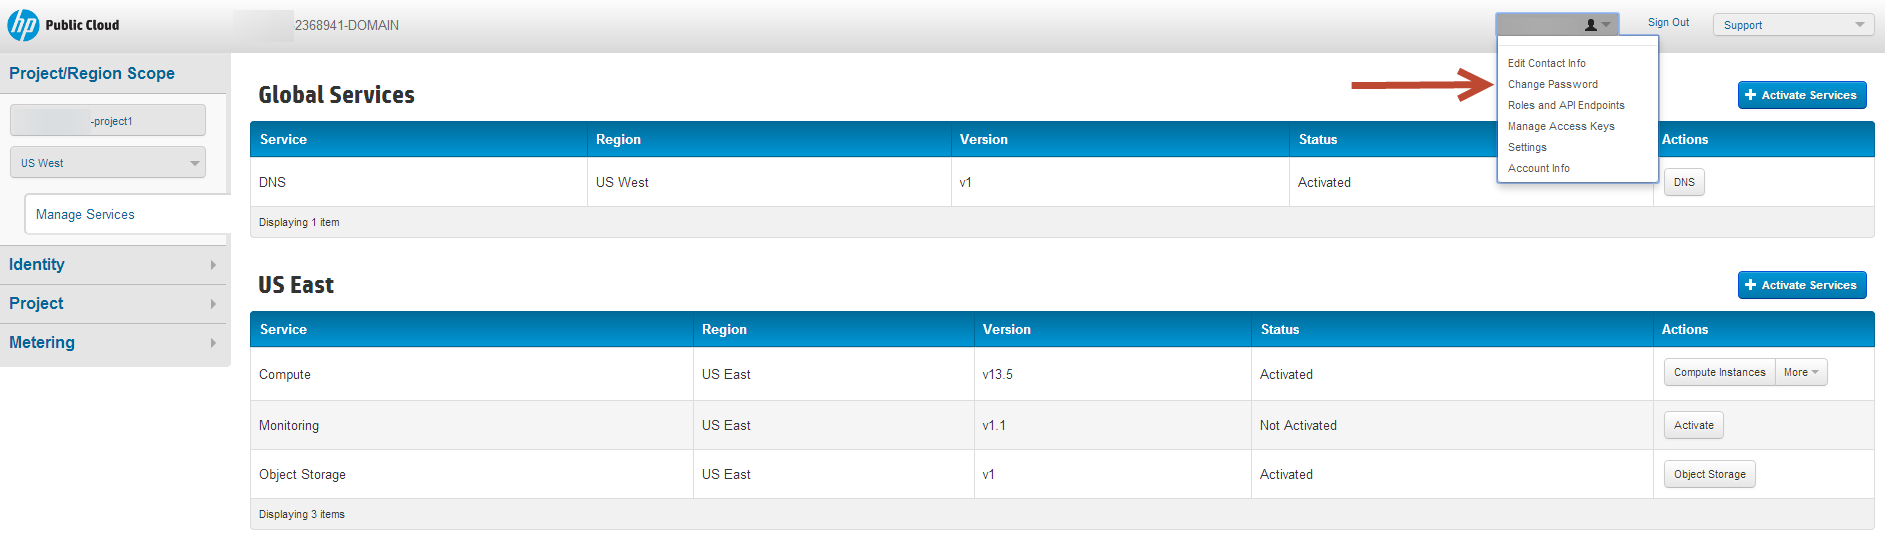 hp Public Cloud
2368941-DOMAIN
Sign Out
Support
Edit Contact Info
Change Password
Roles and API Endpoints
Manage Access Keys
Settings
Account Info
Project/Region Scope
-project1
US West
Manage Services
Identity
Project
Metering
Global Services
+ Activate Services
Service Region Version Status Actions
DNS US West v1 Activated DNS
Displaying 1 item
US East
+ Activate Services
Service Region Version Status Actions
Compute US East v13.5 Activated Compute Instances More
Monitoring US East v1.1 Not Activated Activate
Object Storage US East v1 Activated Object Storage
Displaying 3 items